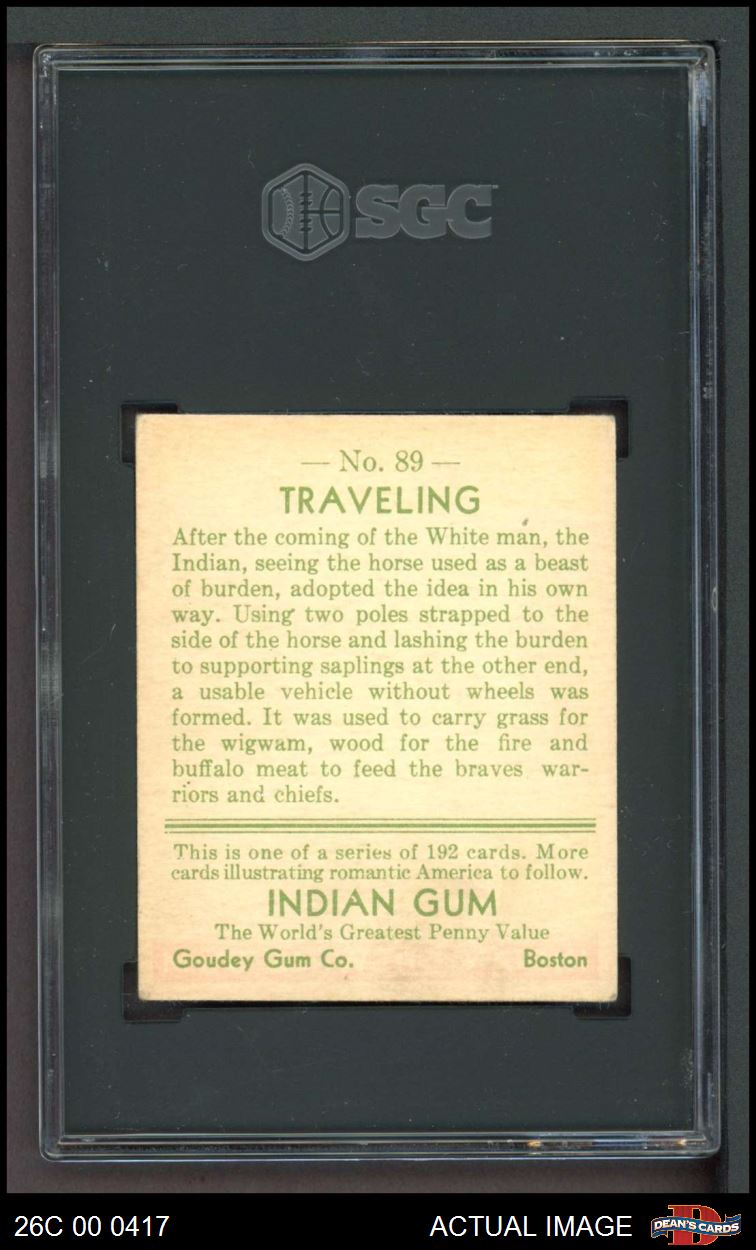 SGC
— No. 89 —
TRAVELING
After the coming of the White man, the
Indian, seeing the horse used as a beast
of burden, adopted the idea in his own
way. Using two poles strapped to the
side of the horse and lashing the burden
to supporting saplings at the other end,
a usable vehicle without wheels was
formed. It was used to carry grass for
the wigwam, wood for the fire and
buffalo meat to feed the braves war-
riors and chiefs.
This is one of a series of 192 cards. More
cards illustrating romantic America to follow.
INDIAN GUM
The World's Greatest Penny Value
Goudey Gum Co. Boston
26C 00 0417 ACTUAL IMAGE D DEAN'S CARDS